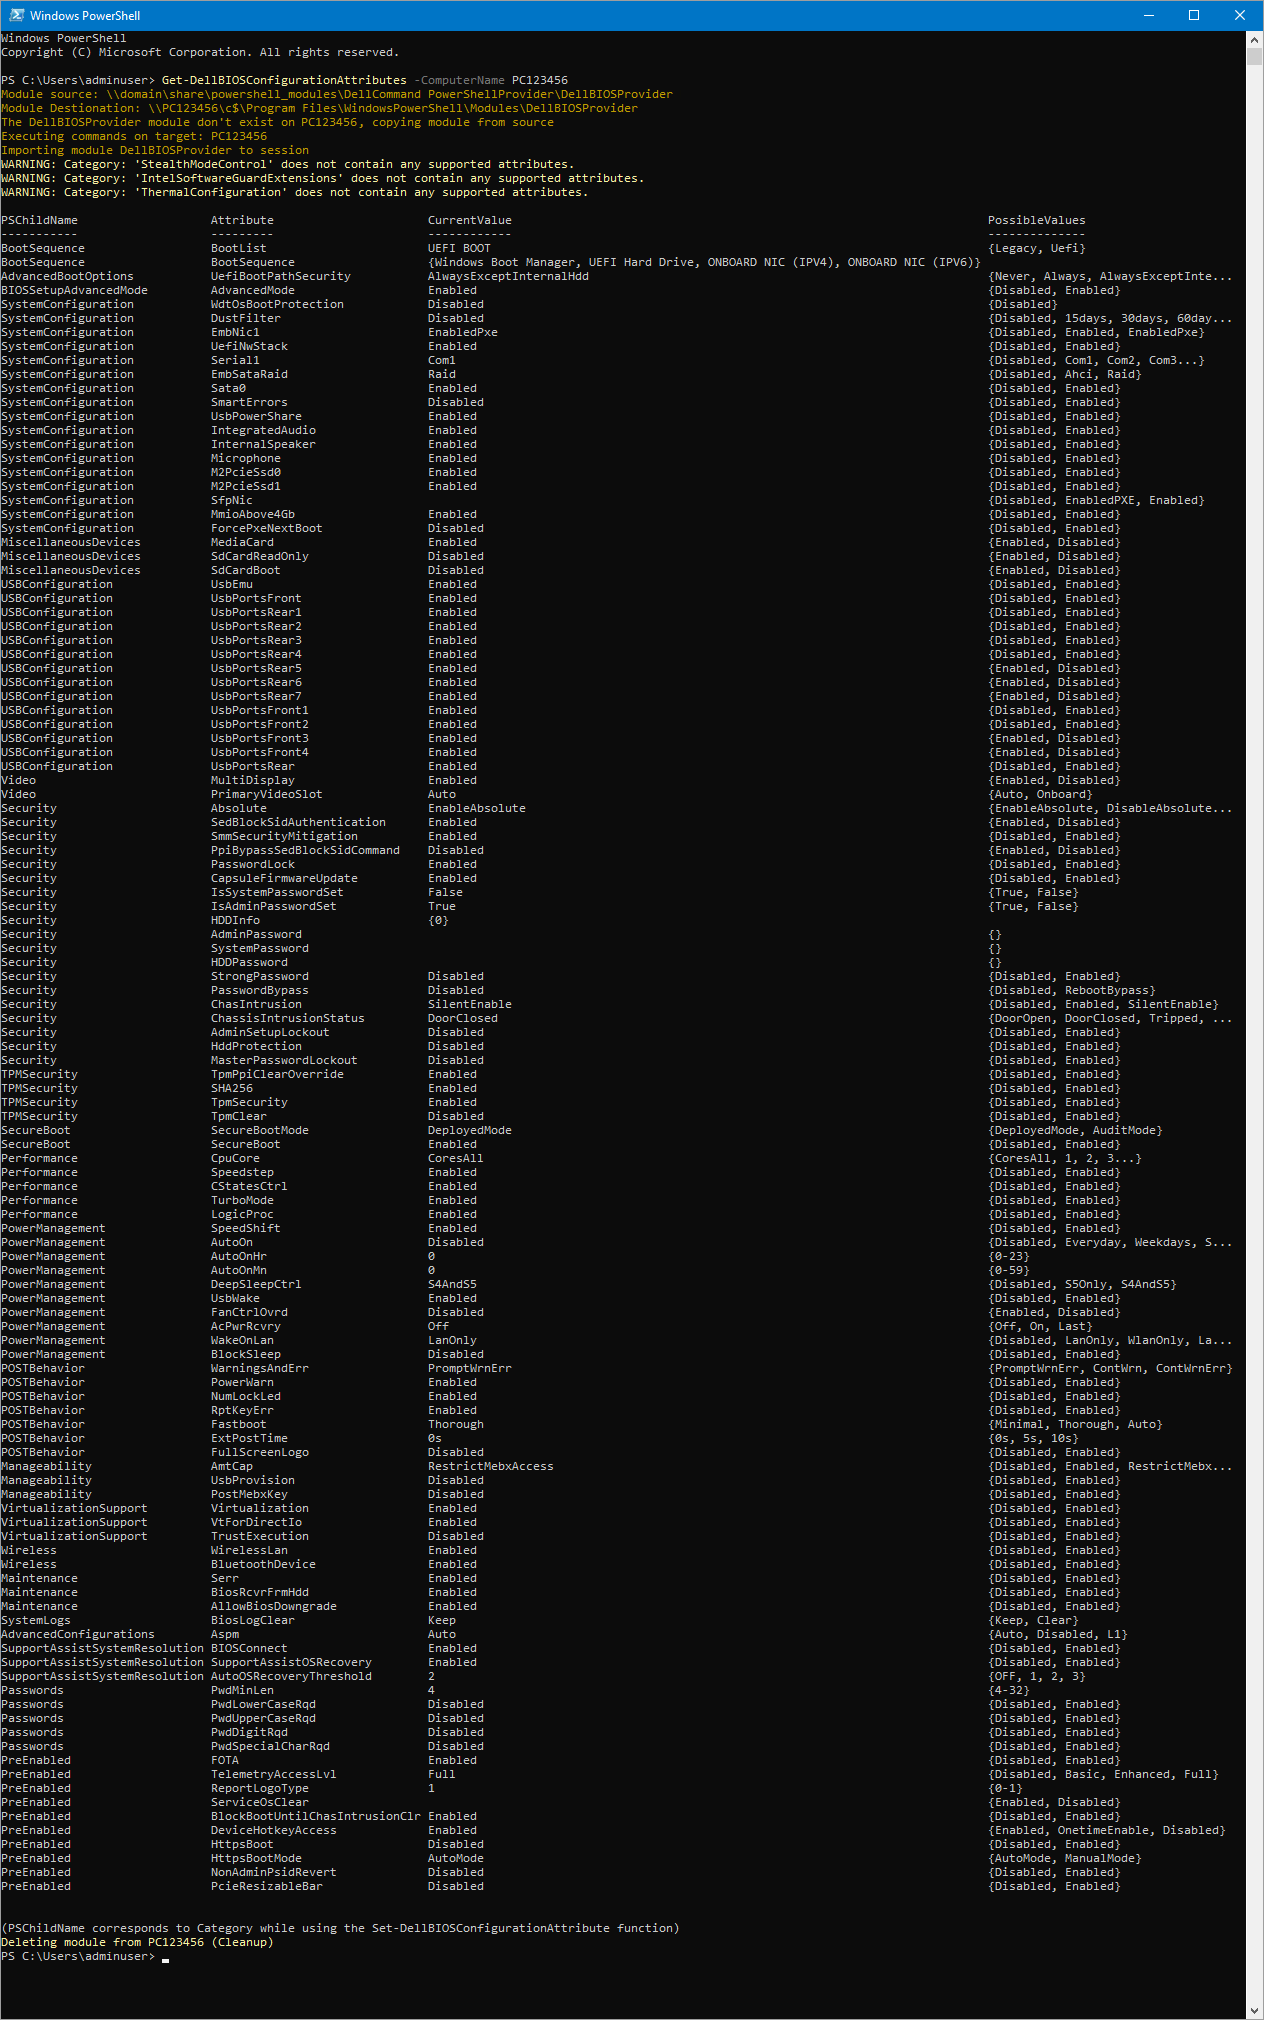 Windows PowerShell
Windows PowerShell
Copyright (C) Microsoft Corporation. All rights reserved.
PS C:\Users\adminuser> Get-DellBIOSConfigurationAttributes -ComputerName PC123456
Module source: \\domain\share\powershell_modules\DellCommand PowerShellProvider\DellBIOSProvider
Module Destionation: \\PC123456\c$\Program Files\WindowsPowerShell\Modules\DellBIOSProvider
The DellBIOSProvider module don't exist on PC123456, copying module from source
Executing commands on target: PC123456
Importing module DellBIOSProvider to session
WARNING: Category: 'StealthModeControl' does not contain any supported attributes.
WARNING: Category: 'IntelSoftwareGuardExtensions' does not contain any supported attributes.
WARNING: Category: 'ThermalConfiguration' does not contain any supported attributes.
PSChildName Attribute CurrentValue PossibleValues
----------- --------- ------------ --------------
BootSequence BootList UEFI BOOT {Legacy, Uefi}
BootSequence BootSequence {Windows Boot Manager, UEFI Hard Drive, ONBOARD NIC (IPV4), ONBOARD NIC (IPV6)}
AdvancedBootOptions UefiBootPathSecurity AlwaysExceptInternalHdd {Never, Always, AlwaysExceptInte...
BIOSSetupAdvancedMode AdvancedMode Enabled {Disabled, Enabled}
SystemConfiguration WdtOsBootProtection Disabled {Disabled}
SystemConfiguration DustFilter Disabled {Disabled, 15days, 30days, 60day...
SystemConfiguration EmbNic1 EnabledPxe {Disabled, Enabled, EnabledPxe}
SystemConfiguration UefiNwStack Enabled {Disabled, Enabled}
SystemConfiguration Serial1 Com1 {Disabled, Com1, Com2, Com3...}
SystemConfiguration EmbSataRaid Raid {Disabled, Ahci, Raid}
SystemConfiguration Sata0 Enabled {Disabled, Enabled}
SystemConfiguration SmartErrors Disabled {Disabled, Enabled}
SystemConfiguration UsbPowerShare Enabled {Disabled, Enabled}
SystemConfiguration IntegratedAudio Enabled {Disabled, Enabled}
SystemConfiguration InternalSpeaker Enabled {Disabled, Enabled}
SystemConfiguration Microphone Enabled {Disabled, Enabled}
SystemConfiguration M2PcieSsd0 Enabled {Disabled, Enabled}
SystemConfiguration M2PcieSsd1 Enabled {Disabled, Enabled}
SystemConfiguration SfpNic {Disabled, EnabledPXE, Enabled}
SystemConfiguration MmioAbove4Gb Enabled {Disabled, Enabled}
SystemConfiguration ForcePxeNextBoot Disabled {Disabled, Enabled}
MiscellaneousDevices MediaCard Enabled {Enabled, Disabled}
MiscellaneousDevices SdCardReadOnly Disabled {Enabled, Disabled}
MiscellaneousDevices SdCardBoot Disabled {Enabled, Disabled}
USBConfiguration UsbEmu Enabled {Disabled, Enabled}
USBConfiguration UsbPortsFront Enabled {Disabled, Enabled}
USBConfiguration UsbPortsRear1 Enabled {Disabled, Enabled}
USBConfiguration UsbPortsRear2 Enabled {Disabled, Enabled}
USBConfiguration UsbPortsRear3 Enabled {Disabled, Enabled}
USBConfiguration UsbPortsRear4 Enabled {Disabled, Enabled}
USBConfiguration UsbPortsRear5 Enabled {Enabled, Disabled}
USBConfiguration UsbPortsRear6 Enabled {Enabled, Disabled}
USBConfiguration UsbPortsRear7 Enabled {Enabled, Disabled}
USBConfiguration UsbPortsFront1 Enabled {Disabled, Enabled}
USBConfiguration UsbPortsFront2 Enabled {Disabled, Enabled}
USBConfiguration UsbPortsFront3 Enabled {Enabled, Disabled}
USBConfiguration UsbPortsFront4 Enabled {Enabled, Disabled}
USBConfiguration UsbPortsRear Enabled {Disabled, Enabled}
Video MultiDisplay Enabled {Enabled, Disabled}
Video PrimaryVideoSlot Auto {Auto, Onboard}
Security Absolute EnableAbsolute {EnableAbsolute, DisableAbsolute...
Security SedBlockSidAuthentication Enabled {Enabled, Disabled}
Security SmmSecurityMitigation Enabled {Disabled, Enabled}
Security PpiBypassSedBlockSidCommand Disabled {Enabled, Disabled}
Security PasswordLock Enabled {Disabled, Enabled}
Security CapsuleFirmwareUpdate Enabled {Disabled, Enabled}
Security IsSystemPasswordSet False {True, False}
Security IsAdminPasswordSet True {True, False}
Security HDDInfo {0}
Security AdminPassword {}
Security SystemPassword {}
Security HDDPassword {}
Security StrongPassword Disabled {Disabled, Enabled}
Security PasswordBypass Disabled {Disabled, RebootBypass}
Security ChasIntrusion SilentEnable {Disabled, Enabled, SilentEnable}
Security ChassisIntrusionStatus DoorClosed {DoorOpen, DoorClosed, Tripped, ...
Security AdminSetupLockout Disabled {Disabled, Enabled}
Security HddProtection Disabled {Disabled, Enabled}
Security MasterPasswordLockout Disabled {Disabled, Enabled}
TPMSecurity TpmPpiClearOverride Enabled {Disabled, Enabled}
TPMSecurity SHA256 Enabled {Disabled, Enabled}
TPMSecurity TpmSecurity Enabled {Disabled, Enabled}
TPMSecurity TpmClear Disabled {Disabled, Enabled}
SecureBoot SecureBootMode DeployedMode {DeployedMode, AuditMode}
SecureBoot SecureBoot Enabled {Disabled, Enabled}
Performance CpuCore CoresAll {CoresAll, 1, 2, 3...}
Performance Speedstep Enabled {Disabled, Enabled}
Performance CStatesCtrl Enabled {Disabled, Enabled}
Performance TurboMode Enabled {Disabled, Enabled}
Performance LogicProc Enabled {Disabled, Enabled}
PowerManagement SpeedShift Enabled {Disabled, Enabled}
PowerManagement AutoOn Disabled {Disabled, Everyday, Weekdays, S...
PowerManagement AutoOnHr 0 {0-23}
PowerManagement AutoOnMn 0 {0-59}
PowerManagement DeepSleepCtrl S4AndS5 {Disabled, S5Only, S4AndS5}
PowerManagement UsbWake Enabled {Disabled, Enabled}
PowerManagement FanCtrlOvrd Disabled {Enabled, Disabled}
PowerManagement AcPwrRcvry Off {Off, On, Last}
PowerManagement WakeOnLan LanOnly {Disabled, LanOnly, WlanOnly, La...
PowerManagement BlockSleep Disabled {Disabled, Enabled}
POSTBehavior WarningsAndErr PromptWrnErr {PromptWrnErr, ContWrn, ContWrnErr}
POSTBehavior PowerWarn Enabled {Disabled, Enabled}
POSTBehavior NumLockLed Enabled {Disabled, Enabled}
POSTBehavior RptKeyErr Enabled {Disabled, Enabled}
POSTBehavior Fastboot Thorough {Minimal, Thorough, Auto}
POSTBehavior ExtPostTime 0s {0s, 5s, 10s}
POSTBehavior FullScreenLogo Disabled {Disabled, Enabled}
Manageability AmtCap RestrictMebxAccess {Disabled, Enabled, RestrictMebx...
Manageability UsbProvision Disabled {Disabled, Enabled}
Manageability PostMebxKey Disabled {Disabled, Enabled}
VirtualizationSupport Virtualization Enabled {Disabled, Enabled}
VirtualizationSupport VtForDirectIo Enabled {Disabled, Enabled}
VirtualizationSupport TrustExecution Disabled {Disabled, Enabled}
Wireless WirelessLan Enabled {Disabled, Enabled}
Wireless BluetoothDevice Enabled {Disabled, Enabled}
Maintenance Serr Enabled {Disabled, Enabled}
Maintenance BiosRcvrFrmHdd Enabled {Disabled, Enabled}
Maintenance AllowBiosDowngrade Enabled {Disabled, Enabled}
SystemLogs BiosLogClear Keep {Keep, Clear}
AdvancedConfigurations Aspm Auto {Auto, Disabled, L1}
SupportAssistSystemResolution BIOSConnect Enabled {Disabled, Enabled}
SupportAssistSystemResolution SupportAssistOSRecovery Enabled {Disabled, Enabled}
SupportAssistSystemResolution AutoOSRecoveryThreshold 2 {OFF, 1, 2, 3}
Passwords PwdMinLen 4 {4-32}
Passwords PwdLowerCaseRqd Disabled {Disabled, Enabled}
Passwords PwdUpperCaseRqd Disabled {Disabled, Enabled}
Passwords PwdDigitRqd Disabled {Disabled, Enabled}
Passwords PwdSpecialCharRqd Disabled {Disabled, Enabled}
PreEnabled FOTA Enabled {Disabled, Enabled}
PreEnabled TelemetryAccessLvl Full {Disabled, Basic, Enhanced, Full}
PreEnabled ReportLogoType 1 {0-1}
PreEnabled ServiceOsClear {Enabled, Disabled}
PreEnabled BlockBootUntilChasIntrusionClr Enabled {Disabled, Enabled}
PreEnabled DeviceHotkeyAccess Enabled {Enabled, OnetimeEnable, Disabled}
PreEnabled HttpsBoot Disabled {Disabled, Enabled}
PreEnabled HttpsBootMode AutoMode {AutoMode, ManualMode}
PreEnabled NonAdminPsidRevert Disabled {Disabled, Enabled}
PreEnabled PcieResizableBar Disabled {Disabled, Enabled}
(PSChildName corresponds to Category while using the Set-DellBIOSConfigurationAttribute function)
Deleting module from PC123456 (Cleanup)
PS C:\Users\adminuser>